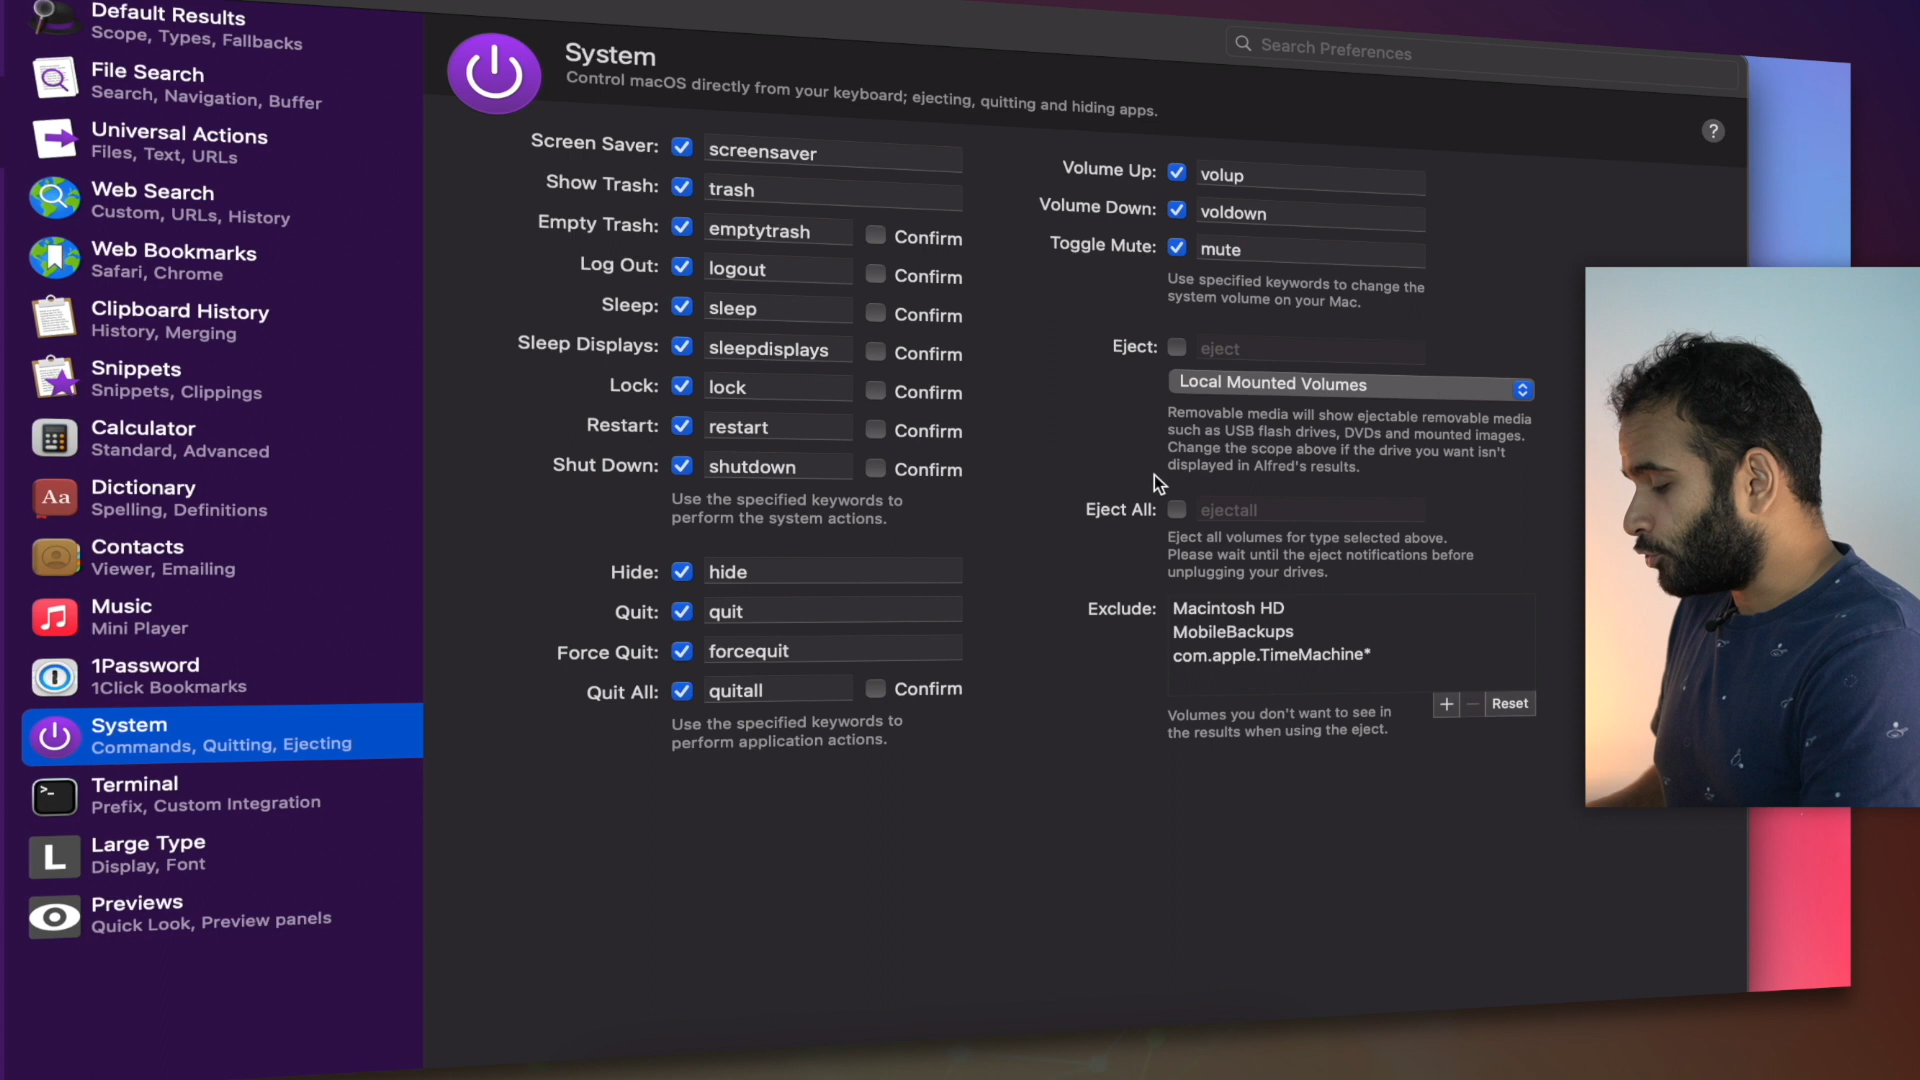 Default Results
Scope, Types, Fallbacks
File Search
Search, Navigation, Buffer
Universal Actions
Files, Text, URLs
Web Search
Custom, URLs, History
Web Bookmarks
Safari, Chrome
Clipboard History
History, Merging
Snippets
Snippets, Clippings
Calculator
Standard, Advanced
Aa
Dictionary
Spelling, Definitions
Contacts
Viewer, Emailing
Music
Mini Player
1Password
1Click Bookmarks
System
Commands, Quitting, Ejecting
>_
Terminal
Prefix, Custom Integration
L
Large Type
Display, Font
Previews
Quick Look, Preview panels
System
Control macOS directly from your keyboard; ejecting, quitting and hiding apps.
Search Preferences
?
Screen Saver: screensaver
Show Trash: trash
Empty Trash: emptytrash Confirm
Log Out: logout Confirm
Sleep: sleep Confirm
Sleep Displays: sleepdisplays Confirm
Lock: lock Confirm
Restart: restart Confirm
Shut Down: shutdown Confirm
Use the specified keywords to
perform the system actions.
Hide: hide
Quit: quit
Force Quit: forcequit
Quit All: quitall Confirm
Use the specified keywords to
perform application actions.
Volume Up: volup
Volume Down: voldown
Toggle Mute: mute
Use specified keywords to change the
system volume on your Mac.
Eject: eject
Local Mounted Volumes
Removable media will show ejectable removable media
such as USB flash drives, DVDs and mounted images.
Change the scope above if the drive you want isn't
displayed in Alfred's results.
Eject All: ejectall
Eject all volumes for type selected above.
Please wait until the eject notifications before
unplugging your drives.
Exclude: Macintosh HD
MobileBackups
com.apple.TimeMachine*
+ − Reset
Volumes you don't want to see in
the results when using the eject.